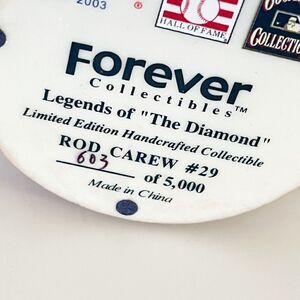 2003 ®
HALL OF FAME
COLLECTION
Forever
Collectibles™
Legends of "The Diamond"
Limited Edition Handcrafted Collectible
ROD CAREW #29
603 of 5,000
Made in China